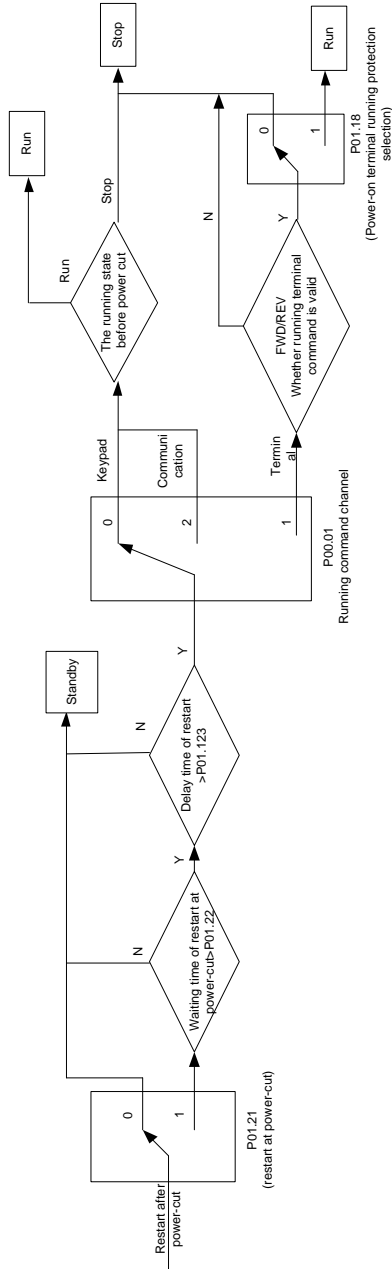 Restart after
power-cut
0
1
P01.21
(restart at power-cut)
N
Waiting time of restart at
power-cut>P01.22
Y
Standby
N
Delay time of restart
>P01.123
Y
0
2
1
P00.01
Running command channel
Keypad
Communi
cation
Termin
al
The running state
before power cut
Run
Run
Stop
Stop
FWD/REV
Whether running terminal
command is valid
N
Y
0
1
P01.18
(Power-on terminal running protection
selection)
Run